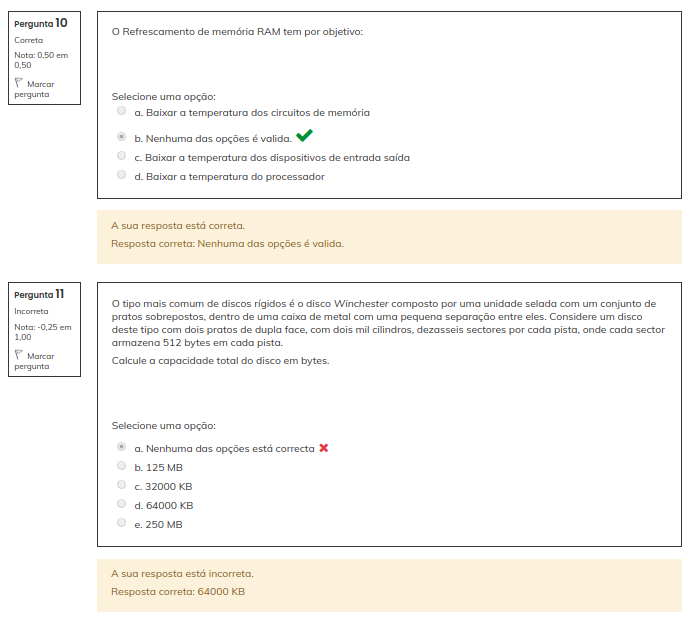 Pergunta 10
Correta
Nota: 0,50 em
0,50
Marcar
pergunta
O Refrescamento de memória RAM tem por objetivo:
Selecione uma opção:
a. Baixar a temperatura dos circuitos de memória
b. Nenhuma das opções é valida.
c. Baixar a temperatura dos dispositivos de entrada saída
d. Baixar a temperatura do processador
A sua resposta está correta.
Resposta correta: Nenhuma das opções é valida.
Pergunta 11
Incorreta
Nota: -0,25 em
1,00
Marcar
pergunta
O tipo mais comum de discos rígidos é o disco Winchester composto por uma unidade selada com um conjunto de
pratos sobrepostos, dentro de uma caixa de metal com uma pequena separação entre eles. Considere um disco
deste tipo com dois pratos de dupla face, com dois mil cilindros, dezasseis sectores por cada pista, onde cada sector
armazena 512 bytes em cada pista.
Calcule a capacidade total do disco em bytes.
Selecione uma opção:
a. Nenhuma das opções está correcta
b. 125 MB
c. 32000 KB
d. 64000 KB
e. 250 MB
A sua resposta está incorreta.
Resposta correta: 64000 KB